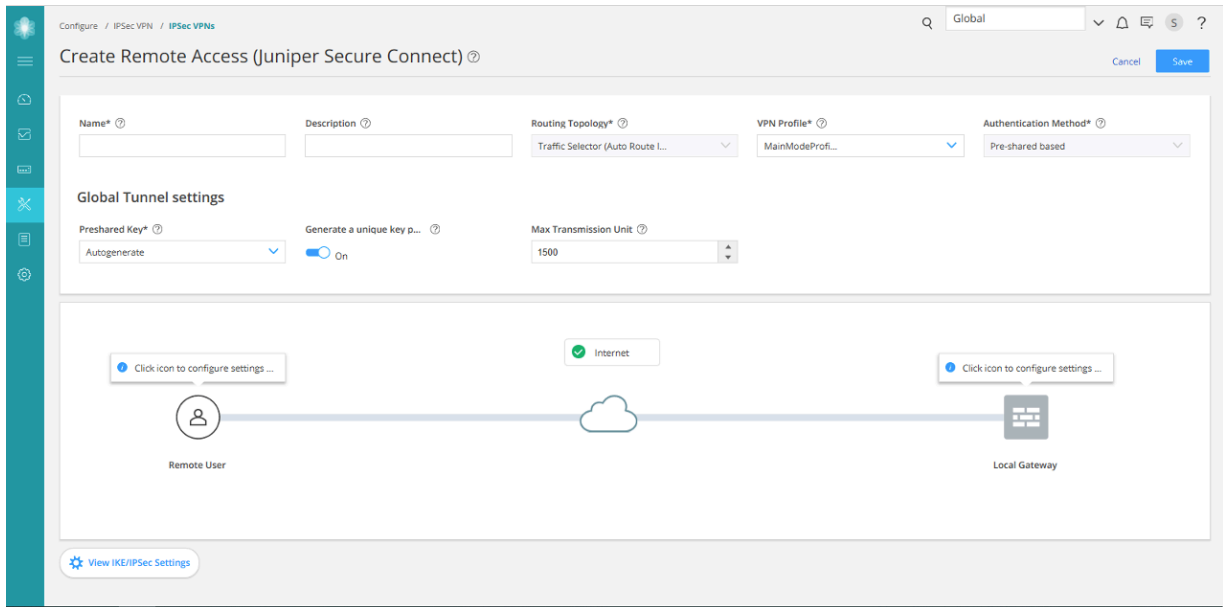 Configure / IPSec VPN / IPSec VPNs
Global
S ?
Create Remote Access (Juniper Secure Connect) ?
Cancel Save
Name* ? Description ? Routing Topology* ? VPN Profile* ? Authentication Method* ?
Traffic Selector (Auto Route I... MainModeProfi... Pre-shared based
Global Tunnel settings
Preshared Key* ? Generate a unique key p... ? Max Transmission Unit ?
Autogenerate On 1500
Internet
Click icon to configure settings ... Click icon to configure settings ...
Remote User Local Gateway
View IKE/IPSec Settings